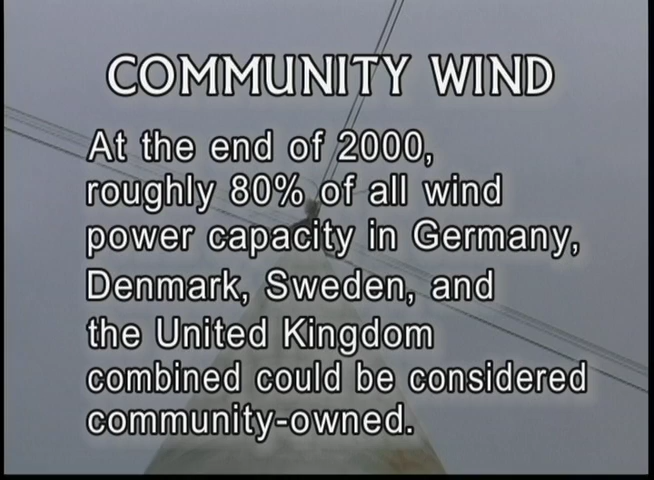 COMMUNITY WIND
At the end of 2000,
roughly 80% of all wind
power capacity in Germany,
Denmark, Sweden, and
the United Kingdom
combined could be considered
community-owned.